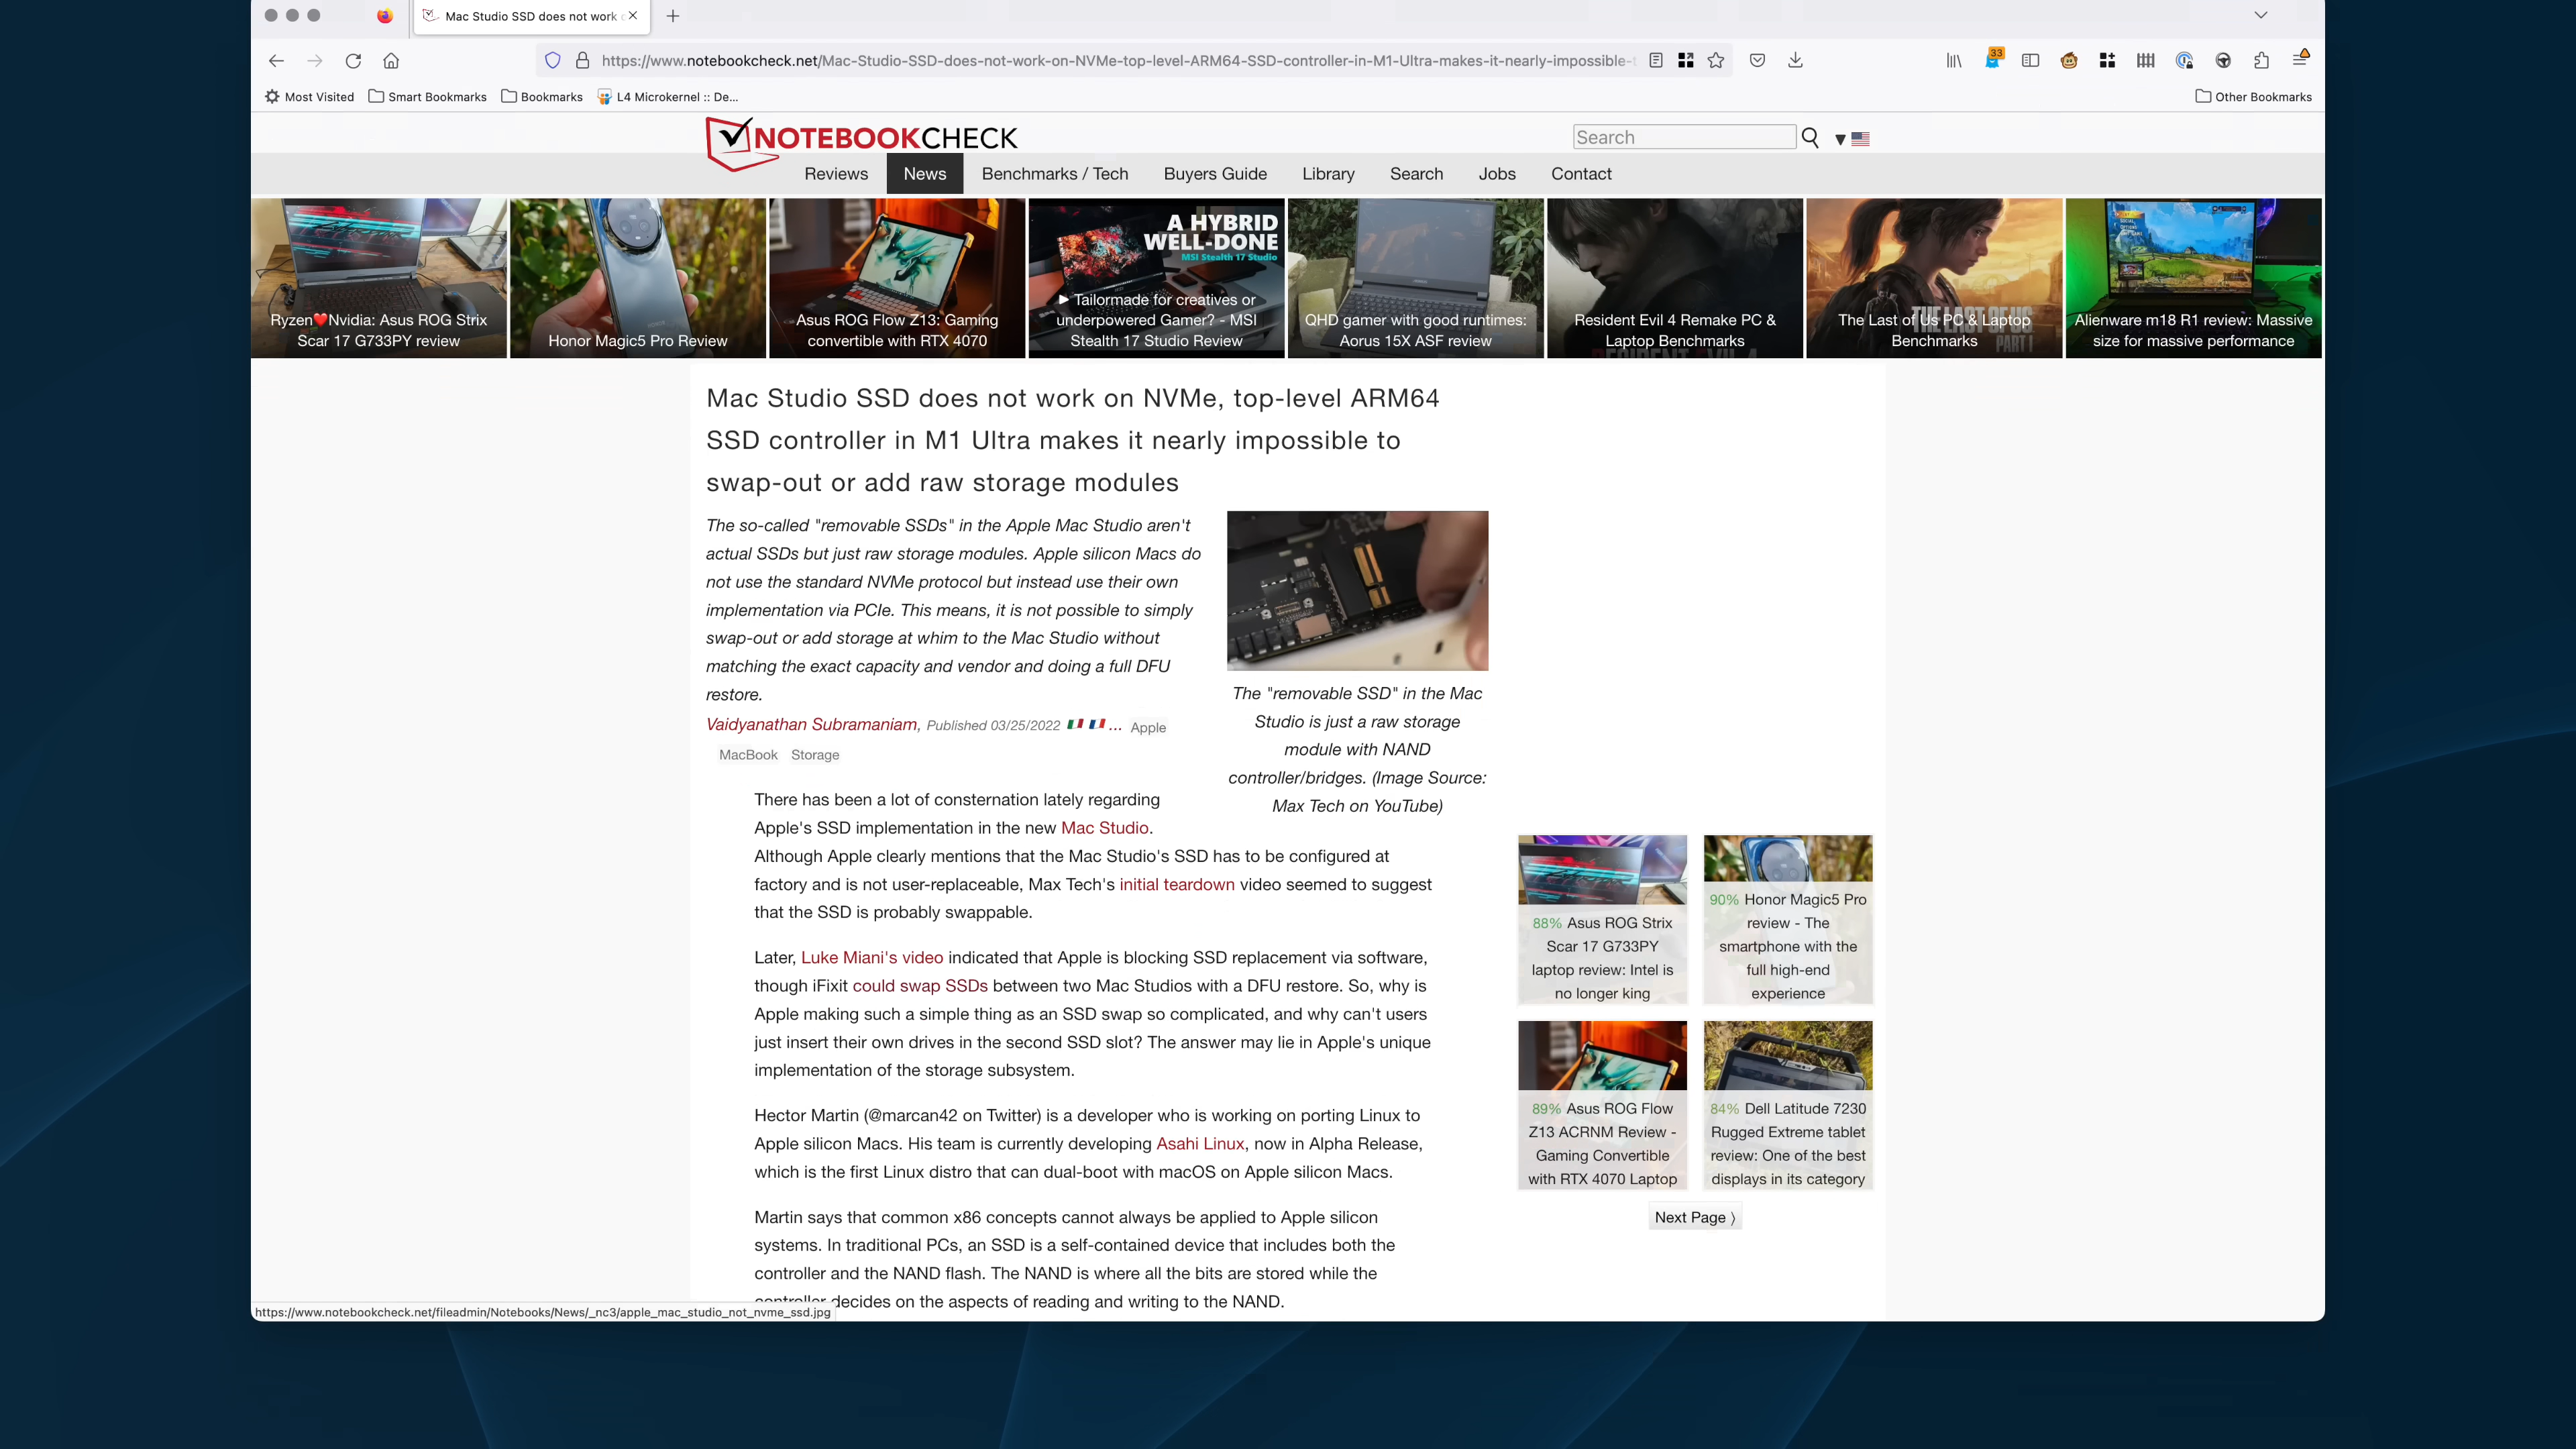 Mac Studio SSD does not work
https://www.notebookcheck.net/Mac-Studio-SSD-does-not-work-on-NVMe-top-level-ARM64-SSD-controller-in-M1-Ultra-makes-it-nearly-impossible-t
33
Most Visited
Smart Bookmarks
Bookmarks
L4 Microkernel :: De...
Other Bookmarks
NOTEBOOKCHECK
Search
Reviews
News
Benchmarks / Tech
Buyers Guide
Library
Search
Jobs
Contact
Ryzen❤Nvidia: Asus ROG Strix
Scar 17 G733PY review
Honor Magic5 Pro Review
Asus ROG Flow Z13: Gaming
convertible with RTX 4070
A HYBRID
WELL-DONE
MSI Stealth 17 Studio
► Tailormade for creatives or
underpowered Gamer? - MSI
Stealth 17 Studio Review
QHD gamer with good runtimes:
Aorus 15X ASF review
Resident Evil 4 Remake PC &
Laptop Benchmarks
The Last of Us PC & Laptop
Benchmarks
PART I
Alienware m18 R1 review: Massive
size for massive performance
Mac Studio SSD does not work on NVMe, top-level ARM64
SSD controller in M1 Ultra makes it nearly impossible to
swap-out or add raw storage modules
The so-called "removable SSDs" in the Apple Mac Studio aren't
actual SSDs but just raw storage modules. Apple silicon Macs do
not use the standard NVMe protocol but instead use their own
implementation via PCIe. This means, it is not possible to simply
swap-out or add storage at whim to the Mac Studio without
matching the exact capacity and vendor and doing a full DFU
restore.
Vaidyanathan Subramaniam, Published 03/25/2022 ... Apple
MacBook Storage
The "removable SSD" in the Mac
Studio is just a raw storage
module with NAND
controller/bridges. (Image Source:
Max Tech on YouTube)
There has been a lot of consternation lately regarding
Apple's SSD implementation in the new Mac Studio.
Although Apple clearly mentions that the Mac Studio's SSD has to be configured at
factory and is not user-replaceable, Max Tech's initial teardown video seemed to suggest
that the SSD is probably swappable.
Later, Luke Miani's video indicated that Apple is blocking SSD replacement via software,
though iFixit could swap SSDs between two Mac Studios with a DFU restore. So, why is
Apple making such a simple thing as an SSD swap so complicated, and why can't users
just insert their own drives in the second SSD slot? The answer may lie in Apple's unique
implementation of the storage subsystem.
Hector Martin (@marcan42 on Twitter) is a developer who is working on porting Linux to
Apple silicon Macs. His team is currently developing Asahi Linux, now in Alpha Release,
which is the first Linux distro that can dual-boot with macOS on Apple silicon Macs.
Martin says that common x86 concepts cannot always be applied to Apple silicon
systems. In traditional PCs, an SSD is a self-contained device that includes both the
controller and the NAND flash. The NAND is where all the bits are stored while the
controller decides on the aspects of reading and writing to the NAND.
88% Asus ROG Strix
Scar 17 G733PY
laptop review: Intel is
no longer king
90% Honor Magic5 Pro
review - The
smartphone with the
full high-end
experience
89% Asus ROG Flow
Z13 ACRNM Review -
Gaming Convertible
with RTX 4070 Laptop
84% Dell Latitude 7230
Rugged Extreme tablet
review: One of the best
displays in its category
Next Page ⟩
https://www.notebookcheck.net/fileadmin/Notebooks/News/_nc3/apple_mac_studio_not_nvme_ssd.jpg